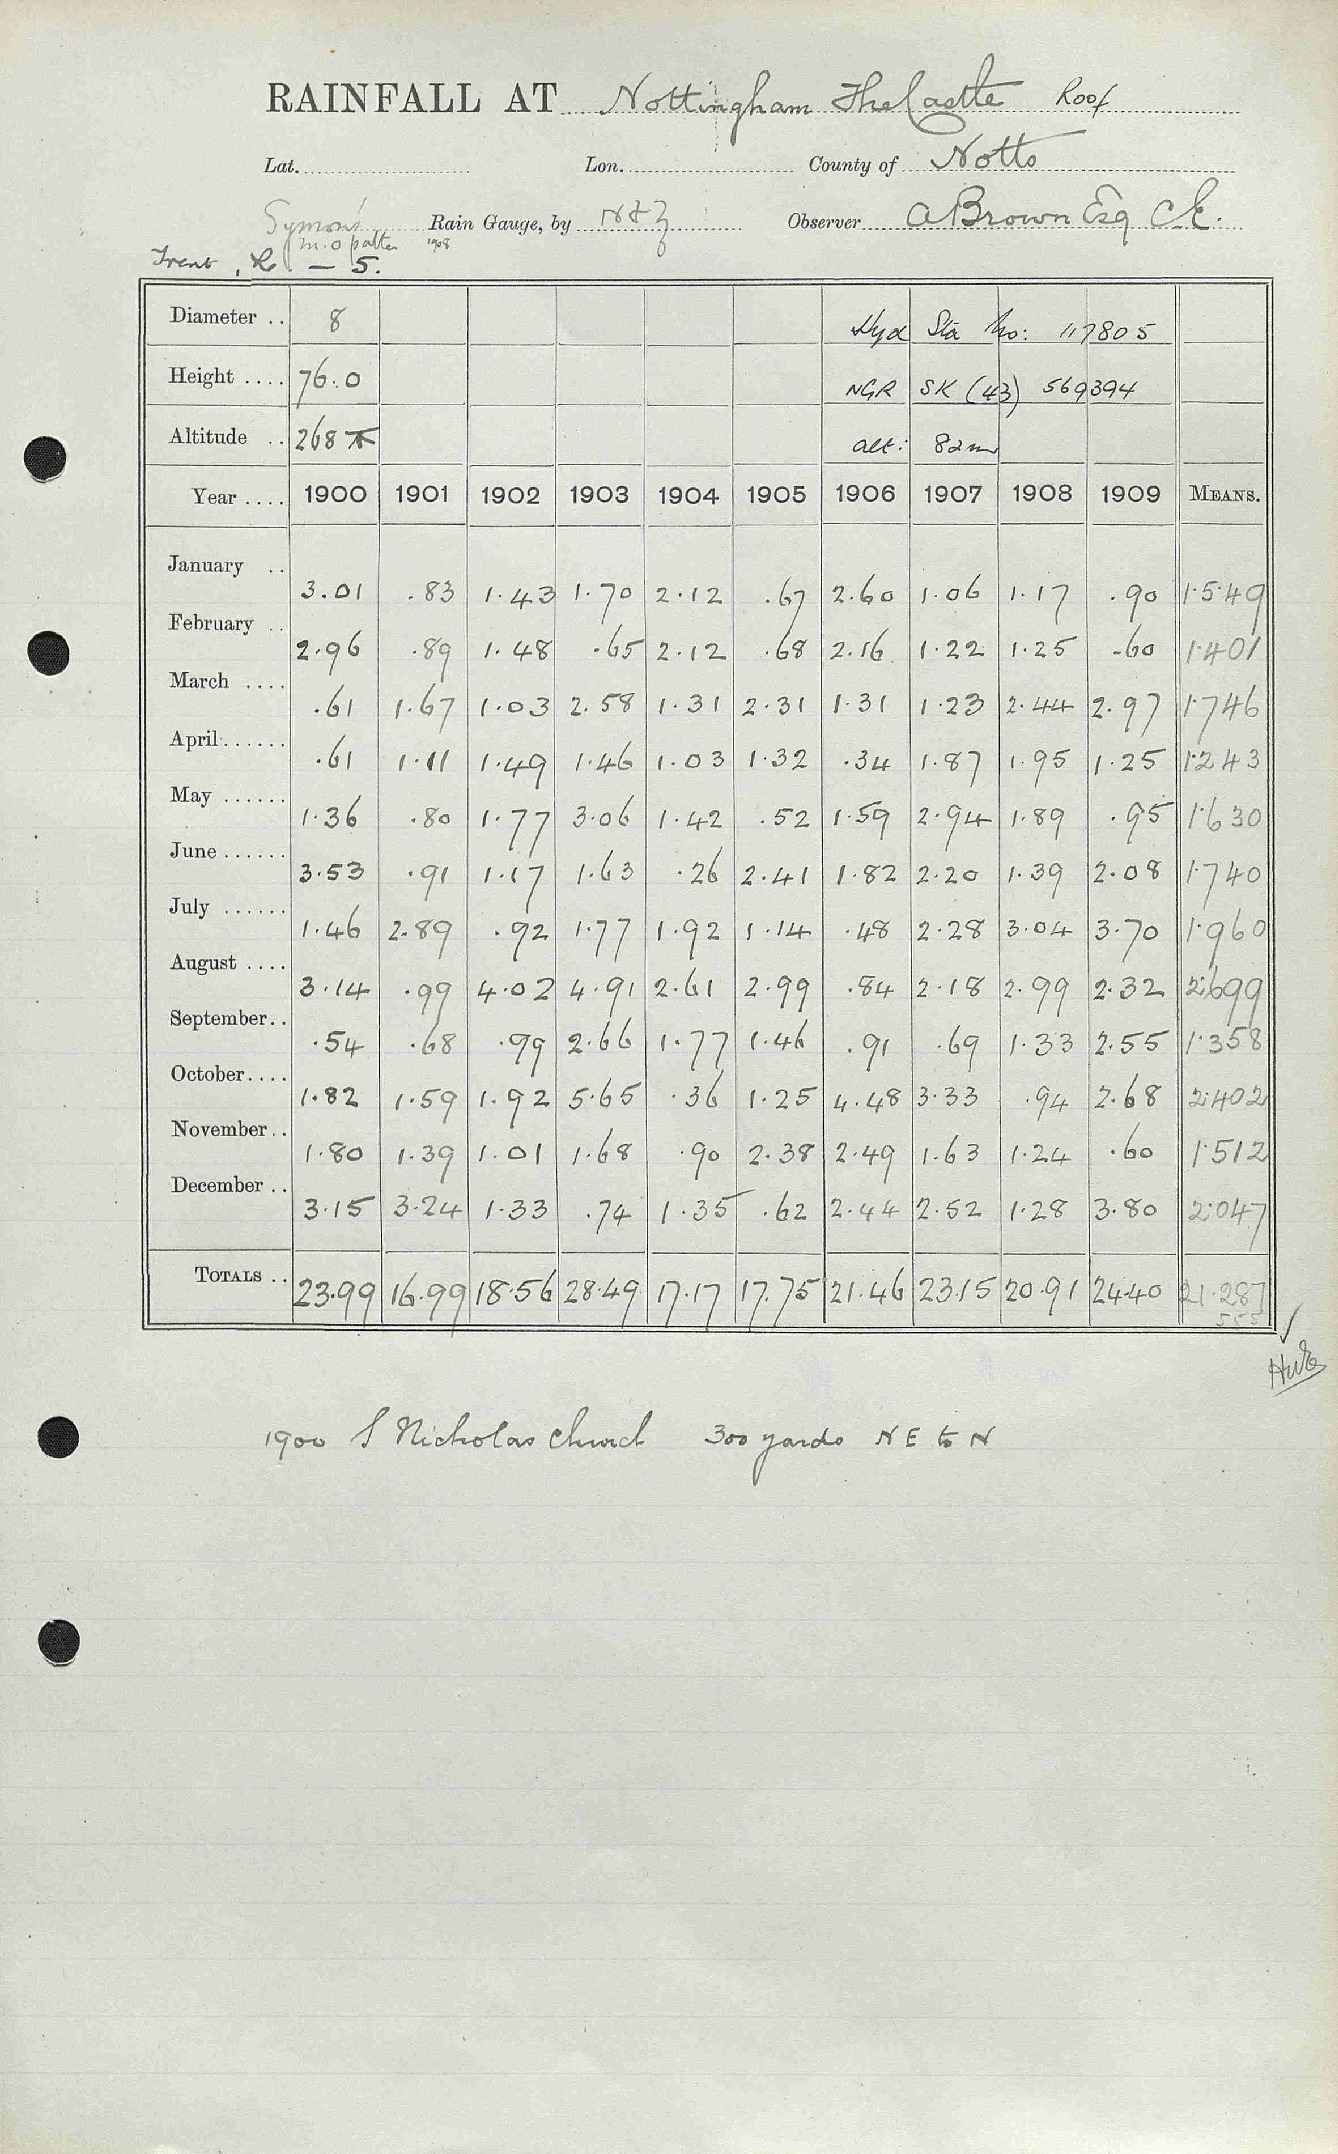 RAINFALL AT Nottingham The Castle Roof
Lat. Lon. County of Notts
Symons Rain Gauge, by N & Z Observer A Brown Esq C.E.
m.o patten 1908
Trent, R. — 5.
Diameter .. 8 Hyd Sta No: 117805
Height .... 76.0 NGR SK (43) 569394
Altitude .. 268 alt: 82m
Year .... 1900 1901 1902 1903 1904 1905 1906 1907 1908 1909 MEANS.
January .. 3.01 .83 1.43 1.70 2.12 .67 2.60 1.06 1.17 .90 1.549
February .. 2.96 .89 1.48 .65 2.12 .68 2.16 1.22 1.25 .60 1.401
March .... .61 1.67 1.03 2.58 1.31 2.31 1.31 1.23 2.44 2.97 1.746
April...... .61 1.11 1.49 1.46 1.03 1.32 .34 1.87 1.95 1.25 1.243
May ...... 1.36 .80 1.77 3.06 1.42 .52 1.59 2.94 1.89 .95 1.630
June ...... 3.53 .91 1.17 1.63 .26 2.41 1.82 2.20 1.39 2.08 1.740
July ...... 1.46 2.89 .92 1.77 1.92 1.14 .48 2.28 3.04 3.70 1.960
August .... 3.14 .99 4.02 4.91 2.61 2.99 .84 2.18 2.99 2.32 2.699
September.. .54 .68 .99 2.66 1.77 1.46 .91 .69 1.33 2.55 1.358
October.... 1.82 1.59 1.92 5.65 .36 1.25 4.48 3.33 .94 2.68 2.402
November.. 1.80 1.39 1.01 1.68 .90 2.38 2.49 1.63 1.24 .60 1.512
December .. 3.15 3.24 1.33 .74 1.35 .62 2.44 2.52 1.28 3.80 2.047
TOTALS .. 23.99 16.99 18.56 28.49 17.17 17.75 21.46 23.15 20.91 24.40 21.287
555
1900 S Nicholas Church 300 yards N E to N